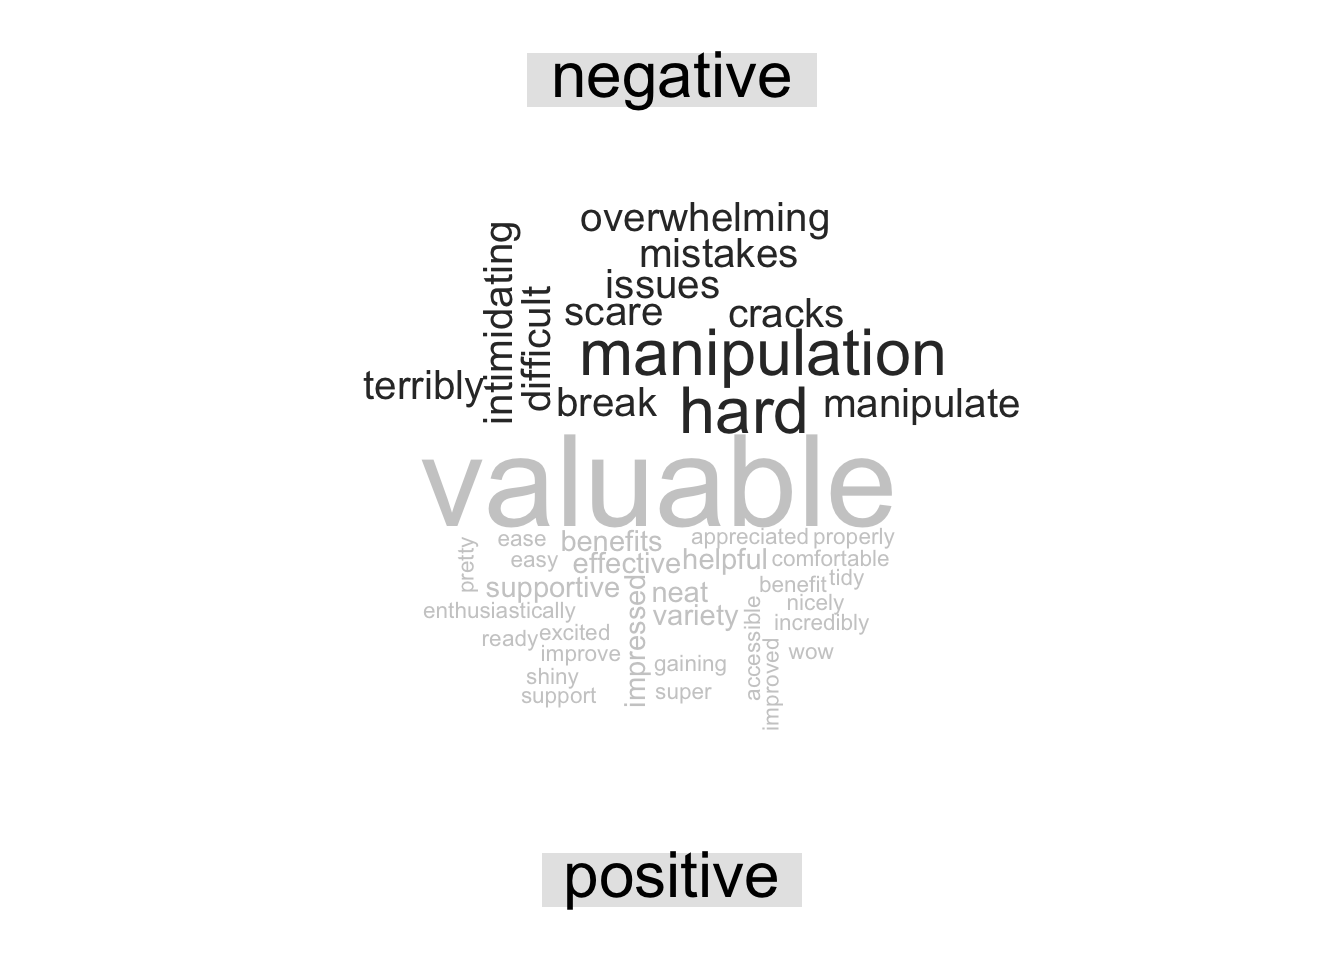 negative
overwhelming
mistakes
intimidating
issues
difficult
scare
cracks
manipulation
terribly
break
hard
manipulate
valuable
pretty
ease
benefits
appreciated
properly
easy
effective
helpful
comfortable
supportive
impressed
neat
benefit
tidy
enthusiastically
variety
accessible
nicely
incredibly
ready
excited
improve
gaining
improved
wow
shiny
support
super
positive